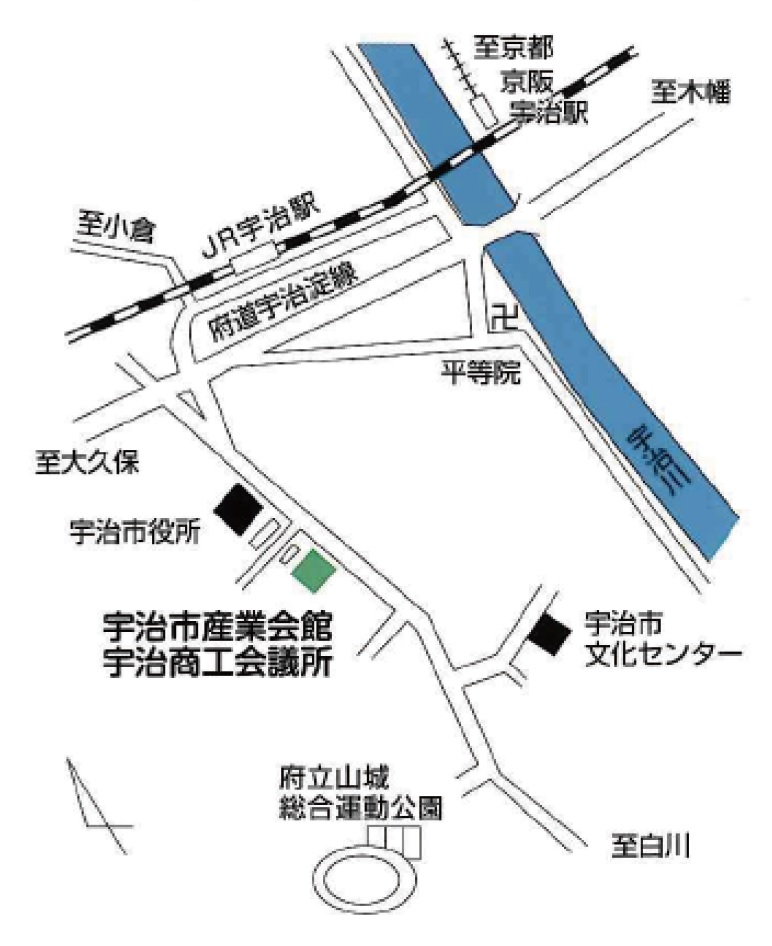 至京都
京阪
宇治駅
至木幡
至小倉
JR宇治駅
府道宇治淀線
卍
平等院
宇治川
至大久保
宇治市役所
宇治市産業会館
宇治商工会議所
宇治市
文化センター
府立山城
総合運動公園
至白川